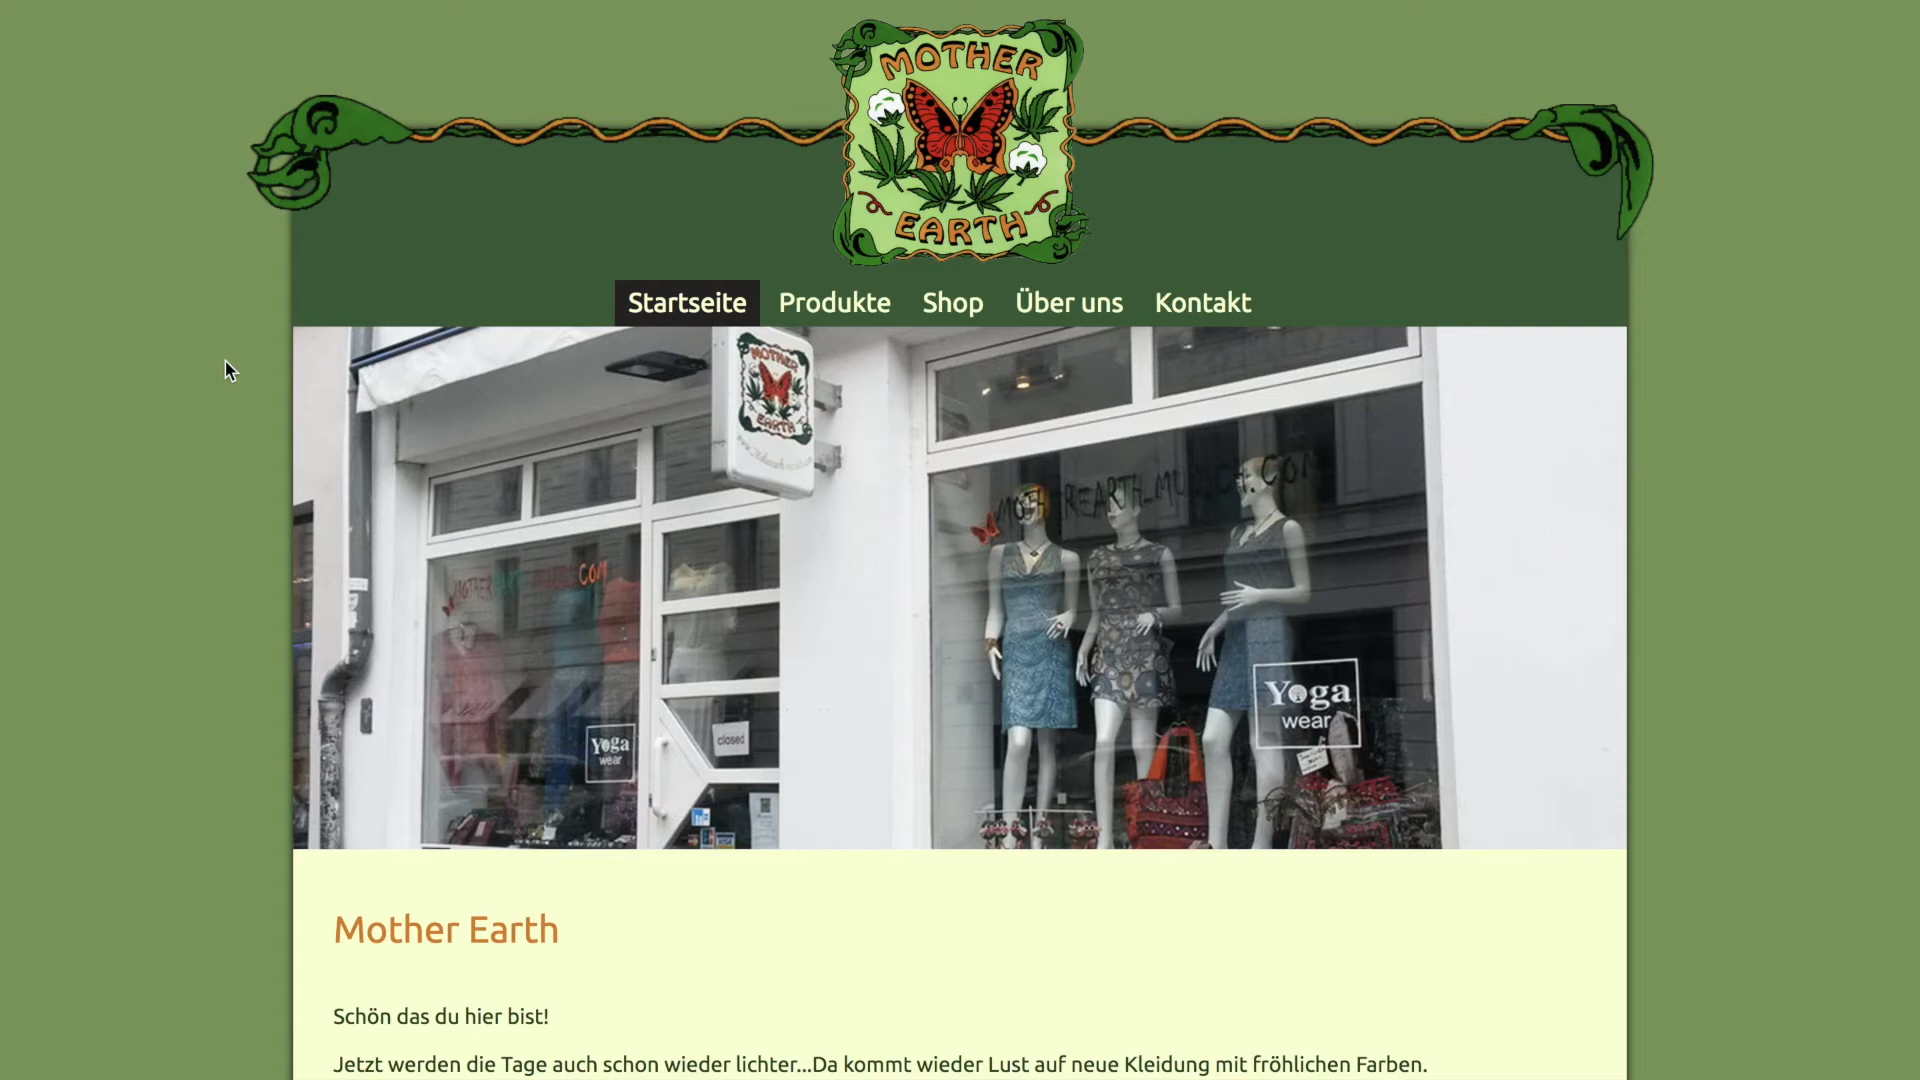 MOTHER
EARTH
Startseite Produkte Shop Über uns Kontakt
MOTHER
EARTH
Yoga
wear
Yoga
wear
closed
Mother Earth
Schön das du hier bist!
Jetzt werden die Tage auch schon wieder lichter...Da kommt wieder Lust auf neue Kleidung mit fröhlichen Farben.